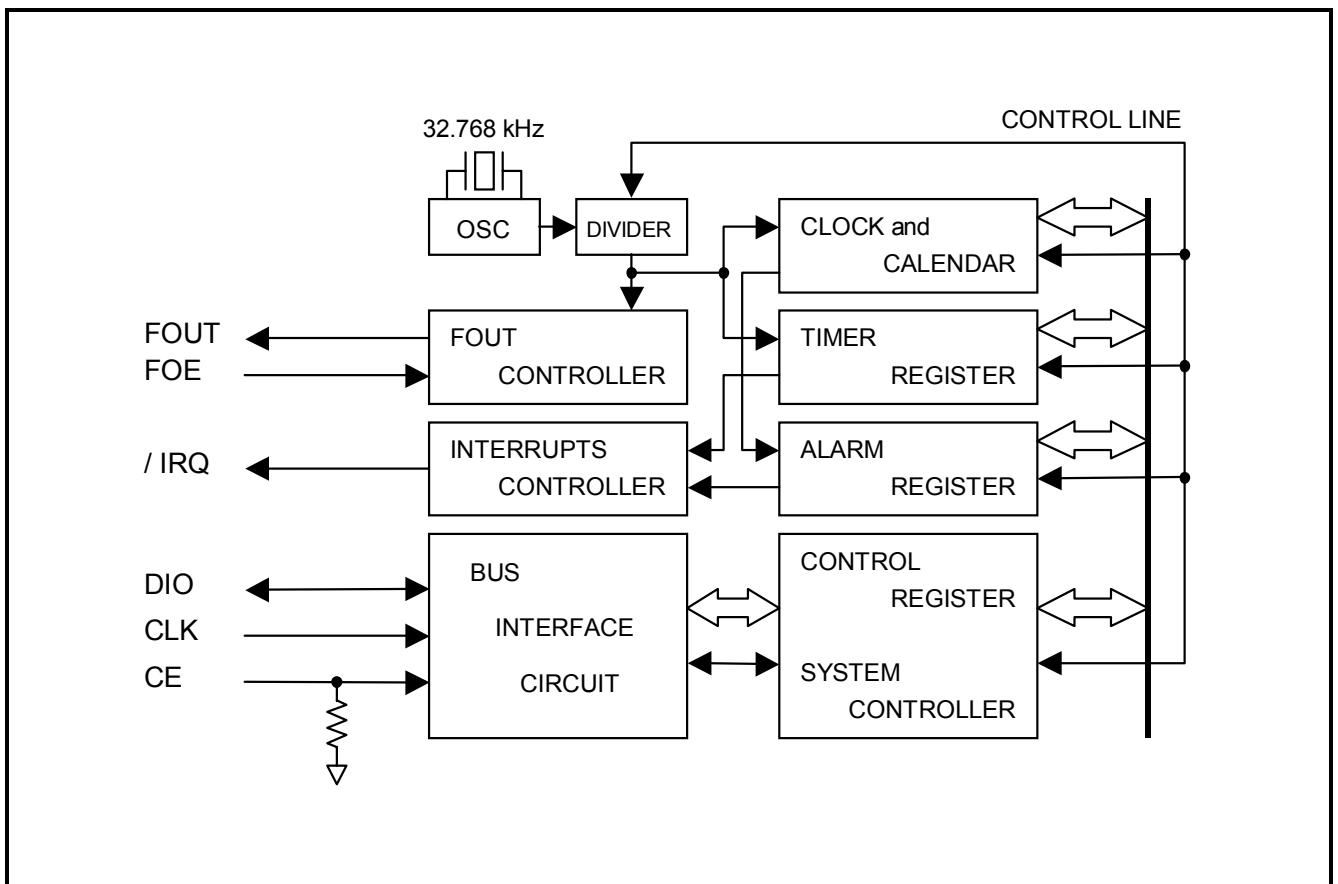 32.768 kHz
CONTROL LINE
OSC
DIVIDER
CLOCK and
CALENDAR
FOUT
FOE
FOUT
CONTROLLER
TIMER
REGISTER
/ IRQ
INTERRUPTS
CONTROLLER
ALARM
REGISTER
DIO
CLK
CE
BUS
INTERFACE
CIRCUIT
CONTROL
REGISTER
SYSTEM
CONTROLLER